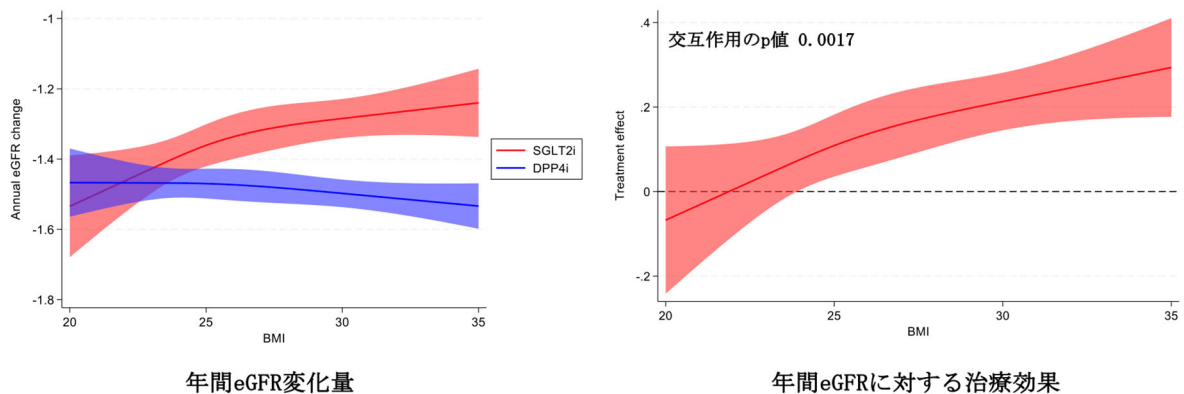 -1
-1.2
-1.4
-1.6
-1.8
Annual eGFR change
20
25
30
35
BMI
SGLT2i
DPP4i
年間eGFR変化量
交互作用のp値 0.0017
.4
.2
0
-.2
Treatment effect
20
25
30
35
BMI
年間eGFRに対する治療効果